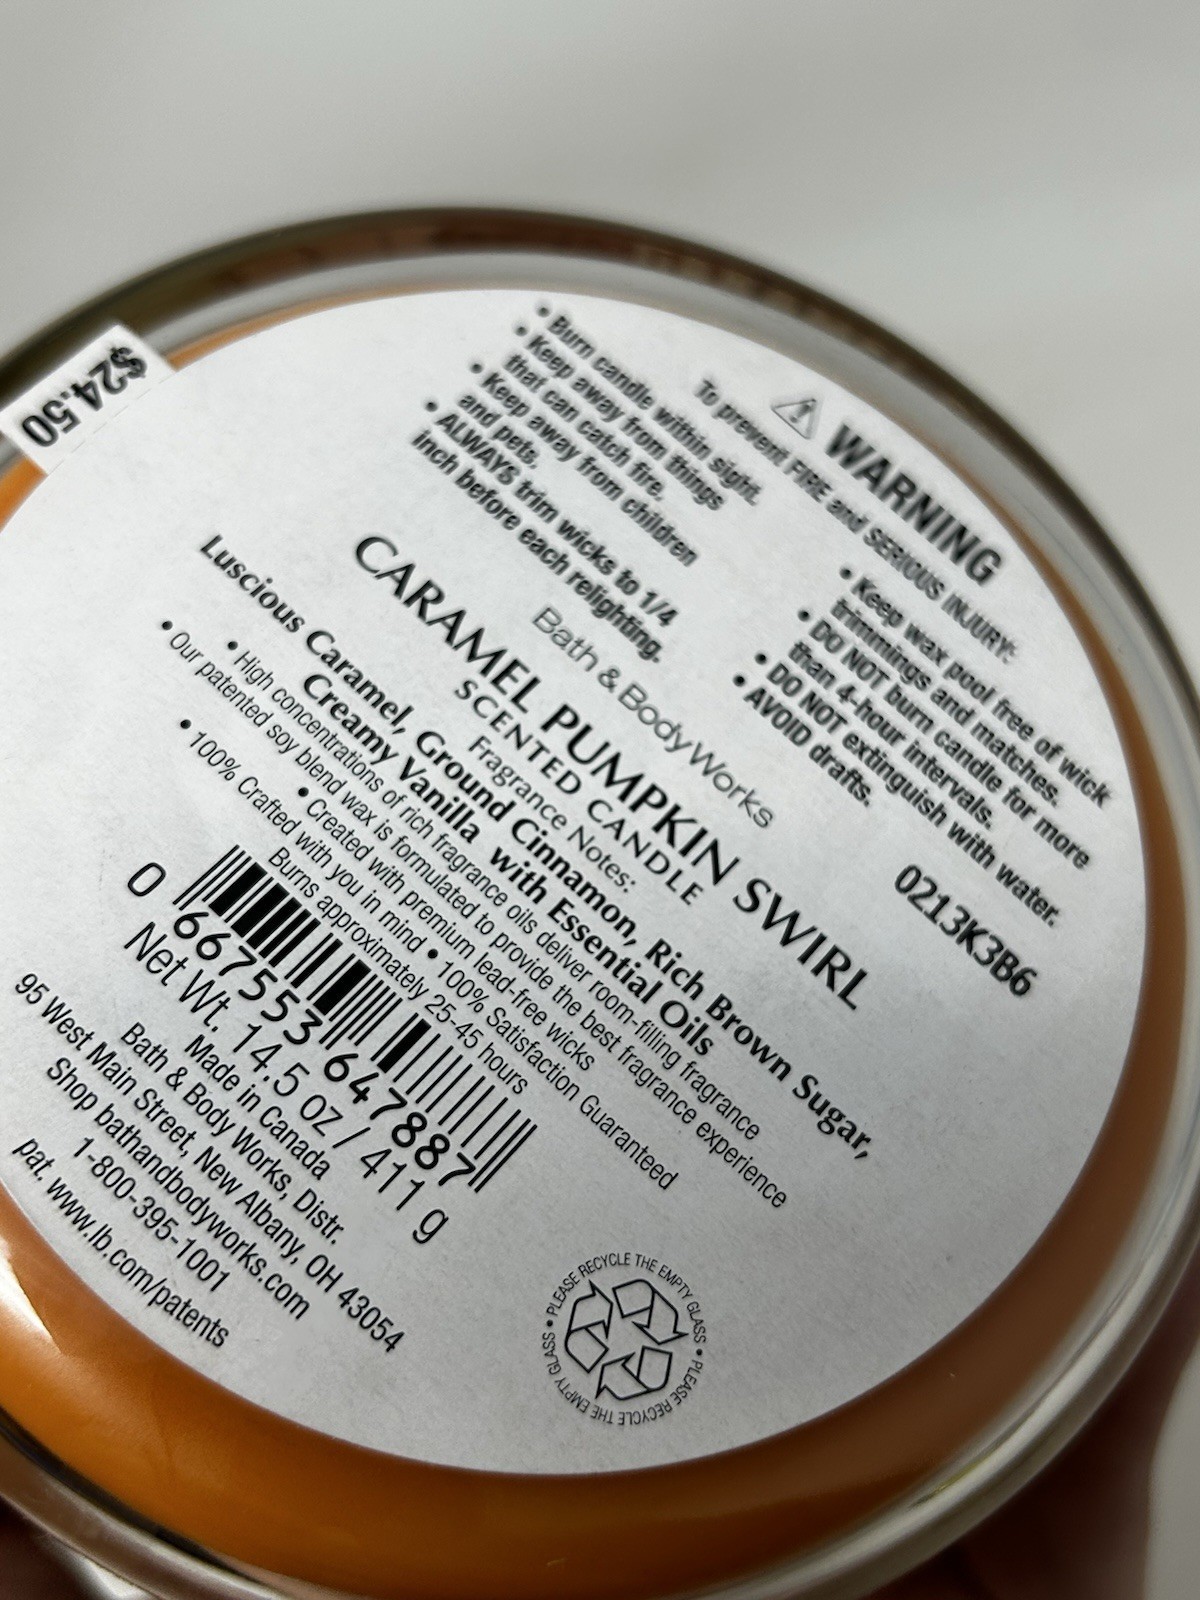 $24.50
WARNING
To prevent FIRE and SERIOUS INJURY:
• Burn candle within sight.
• Keep away from things
that can catch fire.
• Keep away from children
and pets.
• ALWAYS trim wicks to 1/4
inch before each relighting.
• Keep wax pool free of wick
trimmings and matches.
• DO NOT burn candle for more
than 4-hour intervals.
• DO NOT extinguish with water.
• AVOID drafts.
0213K3B6
Bath & Body Works
CARAMEL PUMPKIN SWIRL
SCENTED CANDLE
Fragrance Notes:
Luscious Caramel, Ground Cinnamon, Rich Brown Sugar,
Creamy Vanilla with Essential Oils
• High concentrations of rich fragrance oils deliver room-filling fragrance
• Our patented soy blend wax is formulated to provide the best fragrance experience
• Created with premium lead-free wicks
• 100% Crafted with you in mind • 100% Satisfaction Guaranteed
Burns approximately 25-45 hours
0 667553 647887
Net Wt. 14.5 oz / 411 g
Made in Canada
Bath & Body Works, Distr.
95 West Main Street, New Albany, OH 43054
Shop bathandbodyworks.com
1-800-395-1001
pat. www.lb.com/patents
PLEASE RECYCLE THE EMPTY GLASS • PLEASE RECYCLE THE EMPTY GLASS •